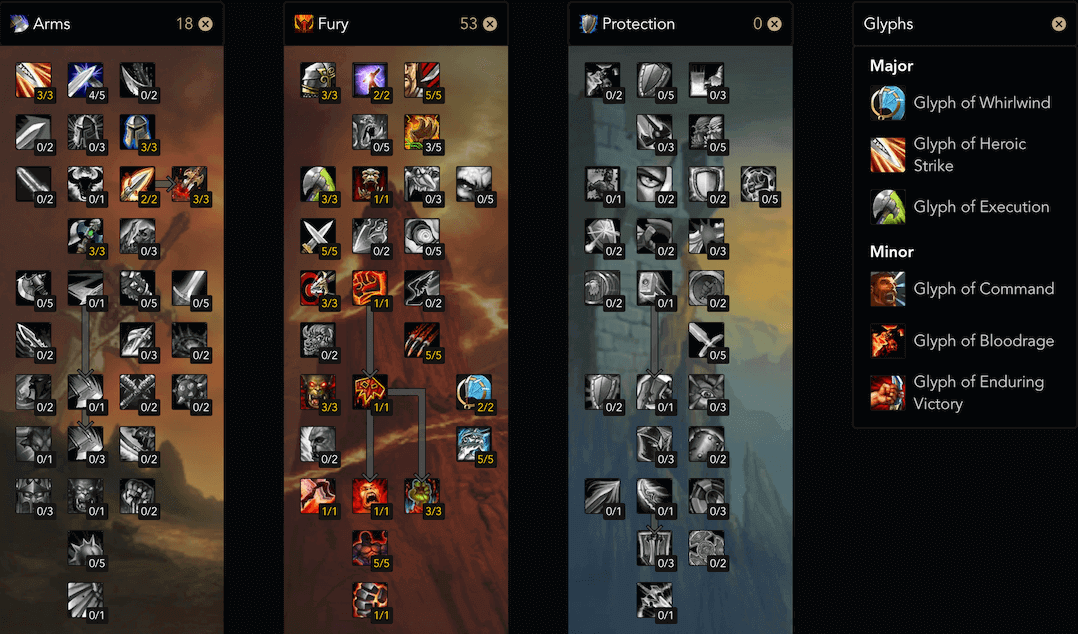 Arms 18
3/3 4/5 0/2
0/2 0/3 3/3
0/2 0/1 2/2 3/3
3/3 0/3
0/5 0/1 0/5 0/5
0/2 0/3 0/2
0/2 0/1 0/2 0/2
0/1 0/3 0/2
0/3 0/1 0/2
0/5
0/1
Fury 53
3/3 2/2 5/5
0/5 3/5
3/3 1/1 0/3 0/5
5/5 0/2 0/5
3/3 1/1 0/2
0/2 5/5
3/3 1/1 2/2
0/2 5/5
1/1 1/1 3/3
5/5
1/1
Protection 0
0/2 0/5 0/3
0/3 0/5
0/1 0/2 0/2 0/5
0/2 0/2 0/3
0/2 0/1 0/2
0/5
0/2 0/1 0/3
0/3 0/2
0/1 0/1 0/3
0/3 0/2
0/1
Glyphs
Major
Glyph of Whirlwind
Glyph of Heroic
Strike
Glyph of Execution
Minor
Glyph of Command
Glyph of Bloodrage
Glyph of Enduring
Victory